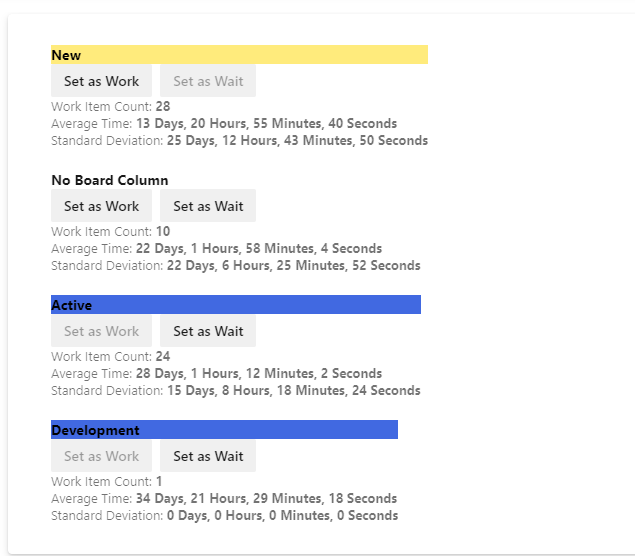 New
Set as Work Set as Wait
Work Item Count: 28
Average Time: 13 Days, 20 Hours, 55 Minutes, 40 Seconds
Standard Deviation: 25 Days, 12 Hours, 43 Minutes, 50 Seconds
No Board Column
Set as Work Set as Wait
Work Item Count: 10
Average Time: 22 Days, 1 Hours, 58 Minutes, 4 Seconds
Standard Deviation: 22 Days, 6 Hours, 25 Minutes, 52 Seconds
Active
Set as Work Set as Wait
Work Item Count: 24
Average Time: 28 Days, 1 Hours, 12 Minutes, 2 Seconds
Standard Deviation: 15 Days, 8 Hours, 18 Minutes, 24 Seconds
Development
Set as Work Set as Wait
Work Item Count: 1
Average Time: 34 Days, 21 Hours, 29 Minutes, 18 Seconds
Standard Deviation: 0 Days, 0 Hours, 0 Minutes, 0 Seconds